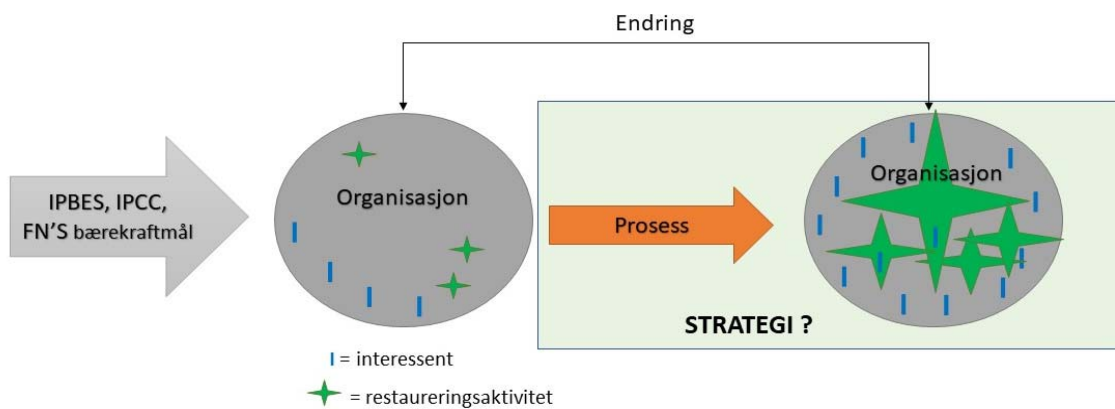 Endring
IPBES, IPCC,
FN'S bærekraftmål
Organisasjon
Prosess
Organisasjon
STRATEGI ?
= interessent
= restaureringsaktivitet